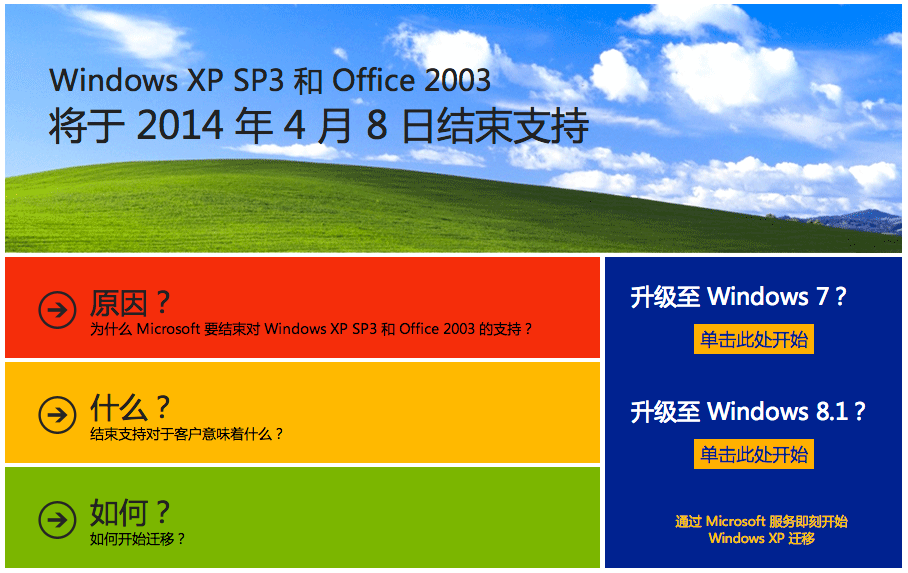 Windows XP SP3 和 Office 2003
将于 2014 年 4 月 8 日结束支持
原因？
为什么 Microsoft 要结束对 Windows XP SP3 和 Office 2003 的支持？
什么？
结束支持对于客户意味着什么？
如何？
如何开始迁移？
升级至 Windows 7？
单击此处开始
升级至 Windows 8.1？
单击此处开始
通过 Microsoft 服务即刻开始
Windows XP 迁移